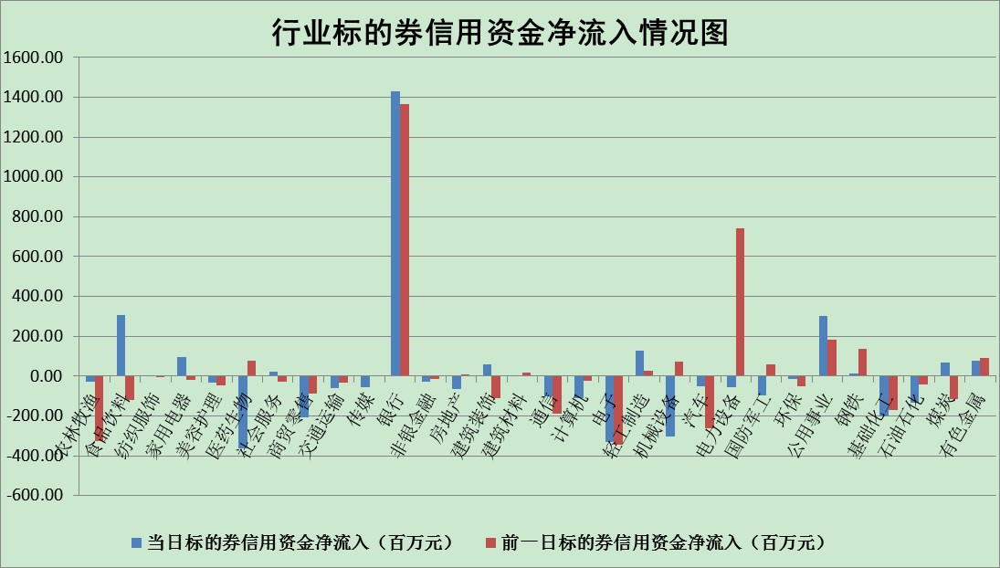 行业标的券信用资金净流入情况图
1600.00
1400.00
1200.00
1000.00
800.00
600.00
400.00
200.00
0.00
-200.00
-400.00
-600.00
农林牧渔
食品饮料
纺织服饰
家用电器
美容护理
医药生物
社会服务
商贸零售
交通运输
传媒
银行
非银金融
房地产
建筑装饰
建筑材料
通信
计算机
电子
轻工制造
机械设备
汽车
电力设备
国防军工
环保
公用事业
钢铁
基础化工
石油石化
煤炭
有色金属
当日标的券信用资金净流入（百万元） 前一日标的券信用资金净流入（百万元）